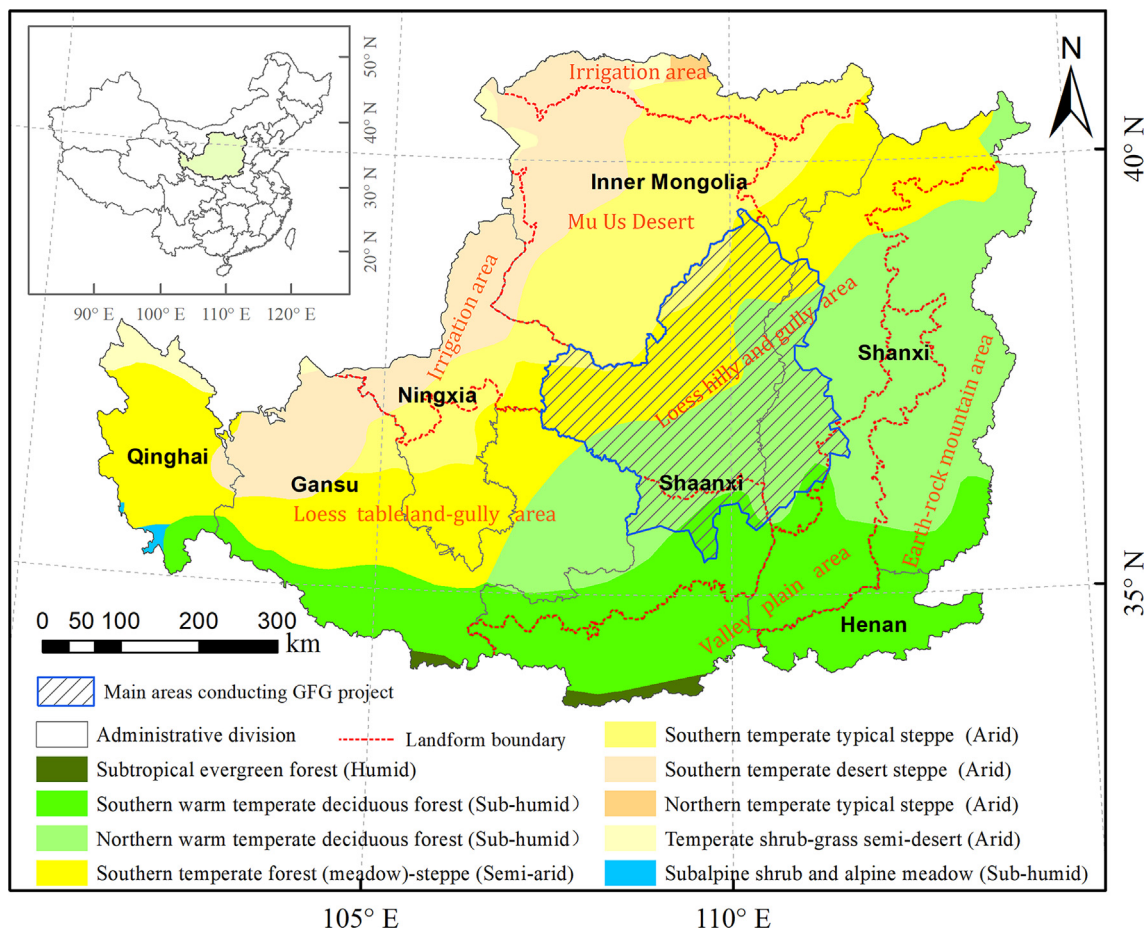 50° N
40° N
30° N
20° N
90° E 100° E 110° E 120° E
N
40° N
35° N
Irrigation area
Inner Mongolia
Mu Us Desert
Irrigation area
Loess hilly and gully area
Shanxi
Earth-rock mountain area
Ningxia
Qinghai
Gansu
Shaanxi
Loess tableland-gully area
Valley plain area
Henan
0 50 100 200 300
km
Main areas conducting GFG project
Administrative division
Landform boundary
Subtropical evergreen forest (Humid)
Southern warm temperate deciduous forest (Sub-humid）
Northern warm temperate deciduous forest (Sub-humid）
Southern temperate forest (meadow)-steppe (Semi-arid)
Southern temperate typical steppe (Arid)
Southern temperate desert steppe (Arid)
Northern temperate typical steppe (Arid)
Temperate shrub-grass semi-desert (Arid)
Subalpine shrub and alpine meadow (Sub-humid)
105° E 110° E